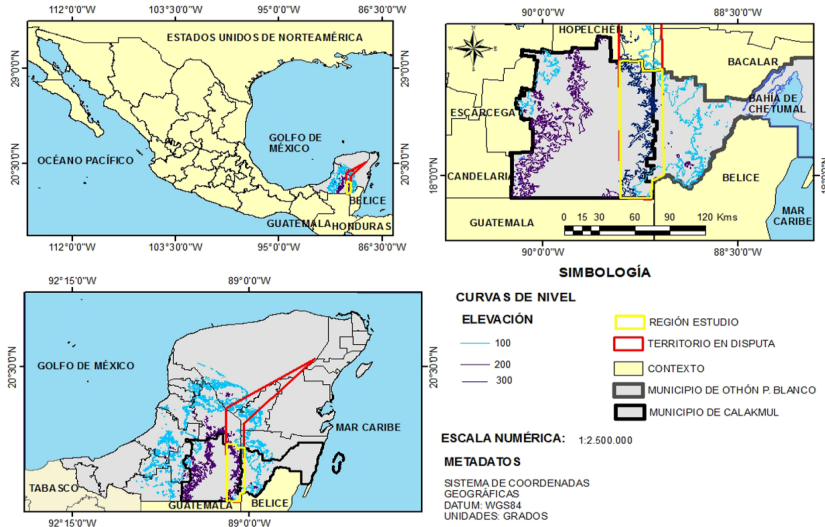 112°0'0"W 103°30'0"W 95°0'0"W 86°30'0"W
ESTADOS UNIDOS DE NORTEAMÉRICA
29°0'0"N
GOLFO DE
MÉXICO
OCÉANO PACÍFICO
20°30'0"N
BELICE
GUATEMALA
HONDURAS
112°0'0"W 103°30'0"W 95°0'0"W 86°30'0"W
90°0'0"W 88°30'0"W
HOPELCHÉN
BACALAR
ESCÁRCEGA
BAHÍA DE
CHETUMAL
CANDELARIA
BELICE
18°0'0"N
18°0'0"N
GUATEMALA
MAR
CARIBE
0 15 30 60 90 120 Kms
90°0'0"W 88°30'0"W
92°15'0"W 89°0'0"W
GOLFO DE MÉXICO
20°30'0"N
20°30'0"N
MAR CARIBE
TABASCO
GUATEMALA
BELICE
92°15'0"W 89°0'0"W
SIMBOLOGÍA
CURVAS DE NIVEL
ELEVACIÓN
100
200
300
REGIÓN ESTUDIO
TERRITORIO EN DISPUTA
CONTEXTO
MUNICIPIO DE OTHÓN P. BLANCO
MUNICIPIO DE CALAKMUL
ESCALA NUMÉRICA: 1:2.500.000
METADATOS
SISTEMA DE COORDENADAS
GEOGRÁFICAS
DATUM: WGS84
UNIDADES: GRADOS